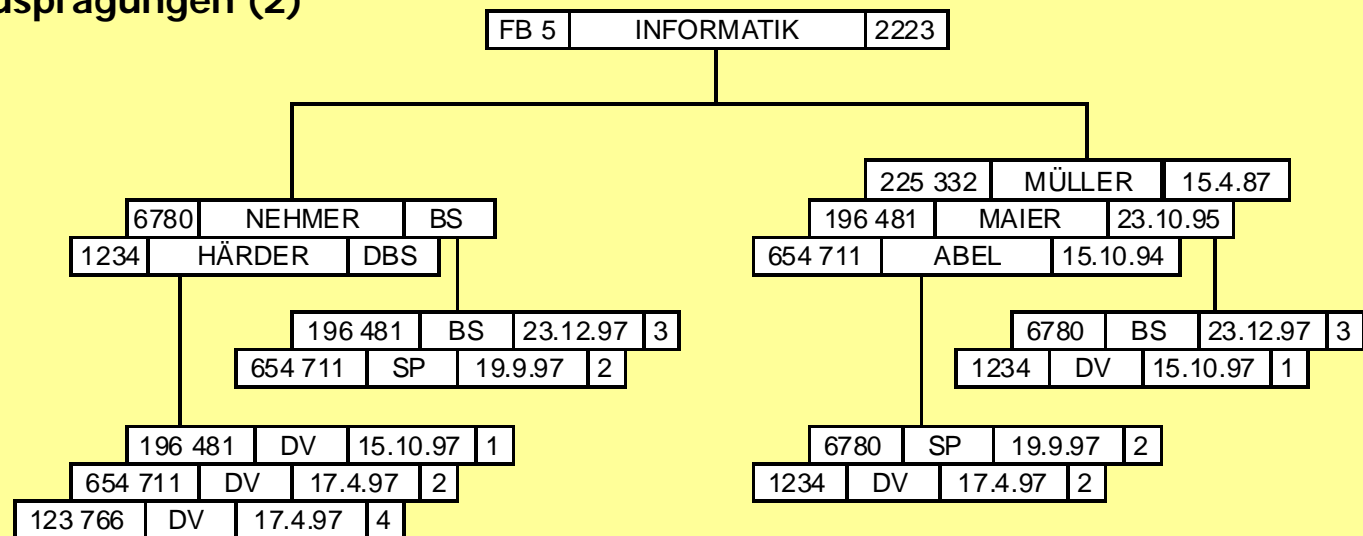 usprägungen (2)
FB 5 INFORMATIK 2223
225 332 MÜLLER 15.4.87
6780 NEHMER BS
196 481 MAIER 23.10.95
1234 HÄRDER DBS
654 711 ABEL 15.10.94
196 481 BS 23.12.97 3
6780 BS 23.12.97 3
654 711 SP 19.9.97 2
1234 DV 15.10.97 1
196 481 DV 15.10.97 1
6780 SP 19.9.97 2
654 711 DV 17.4.97 2
1234 DV 17.4.97 2
123 766 DV 17.4.97 4